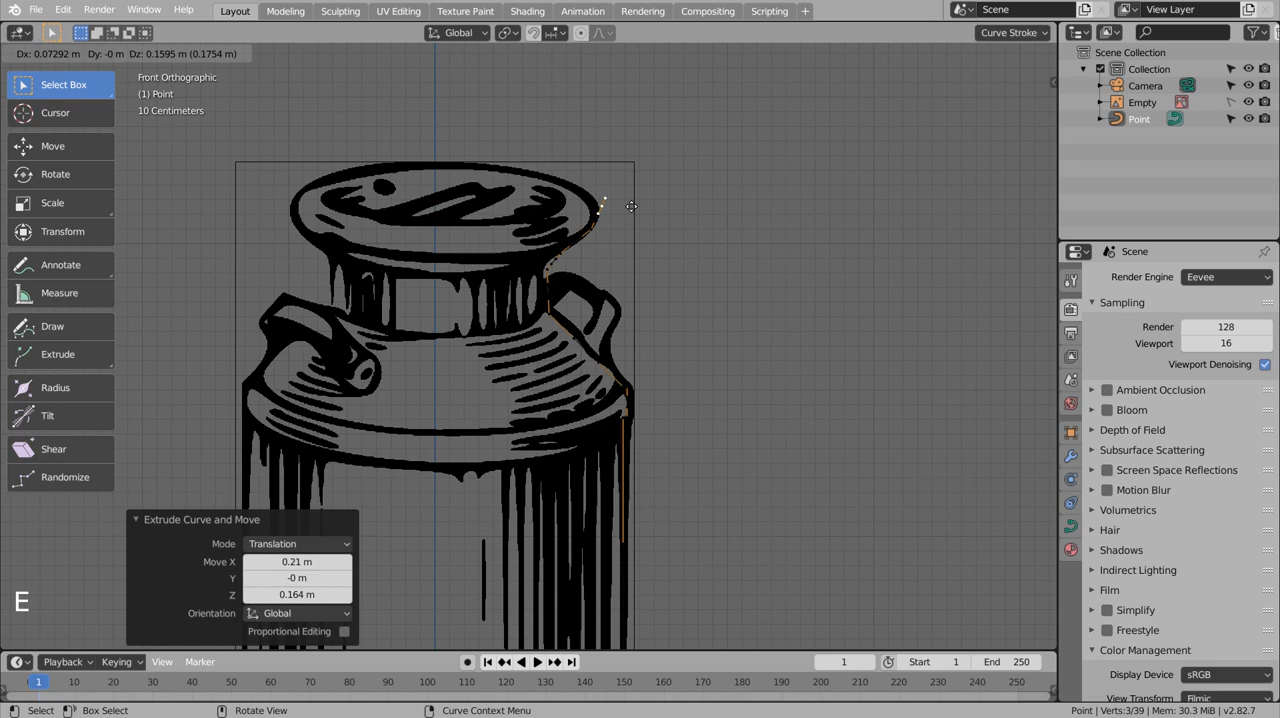 File Edit Render Window Help Layout Modeling Sculpting UV Editing Texture Paint Shading Animation Rendering Compositing Scripting + Scene View Layer
Global Curve Stroke
Dx: 0.07292 m Dy: -0 m Dz: 0.1595 m (0.1754 m)
Scene Collection
Collection
Camera
Empty
Point
Select Box
Cursor
Move
Rotate
Scale
Transform
Annotate
Measure
Draw
Extrude
Radius
Tilt
Shear
Randomize
Front Orthographic
(1) Point
10 Centimeters
Scene
Render Engine Eevee
Sampling
Render 128
Viewport 16
Viewport Denoising
Ambient Occlusion
Bloom
Depth of Field
Subsurface Scattering
Screen Space Reflections
Motion Blur
Volumetrics
Hair
Shadows
Indirect Lighting
Film
Simplify
Freestyle
Color Management
Display Device sRGB
View Transform Filmic
Extrude Curve and Move
Mode Translation
Move X 0.21 m
Y -0 m
Z 0.164 m
Orientation Global
Proportional Editing
E
Playback Keying View Marker 1 Start 1 End 250
1 10 20 30 40 50 60 70 80 90 100 110 120 130 140 150 160 170 180 190 200 210 220 230 240 250
Select Box Select Rotate View Curve Context Menu Point | Verts:3/39 | Mem: 30.3 MiB | v2.82.7